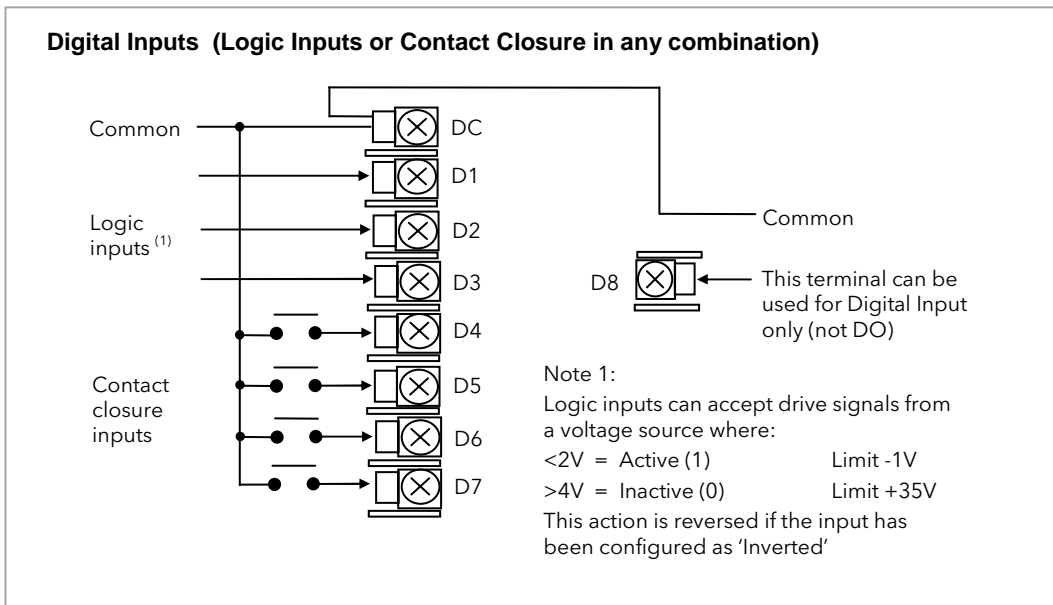 Digital Inputs (Logic Inputs or Contact Closure in any combination)
Common
DC
D1
Logic
inputs (1)
D2
D3
D4
Contact
closure
inputs
D5
D6
D7
Common
D8
This terminal can be
used for Digital Input
only (not DO)
Note 1:
Logic inputs can accept drive signals from
a voltage source where:
<2V = Active (1) Limit -1V
>4V = Inactive (0) Limit +35V
This action is reversed if the input has
been configured as ‘Inverted’